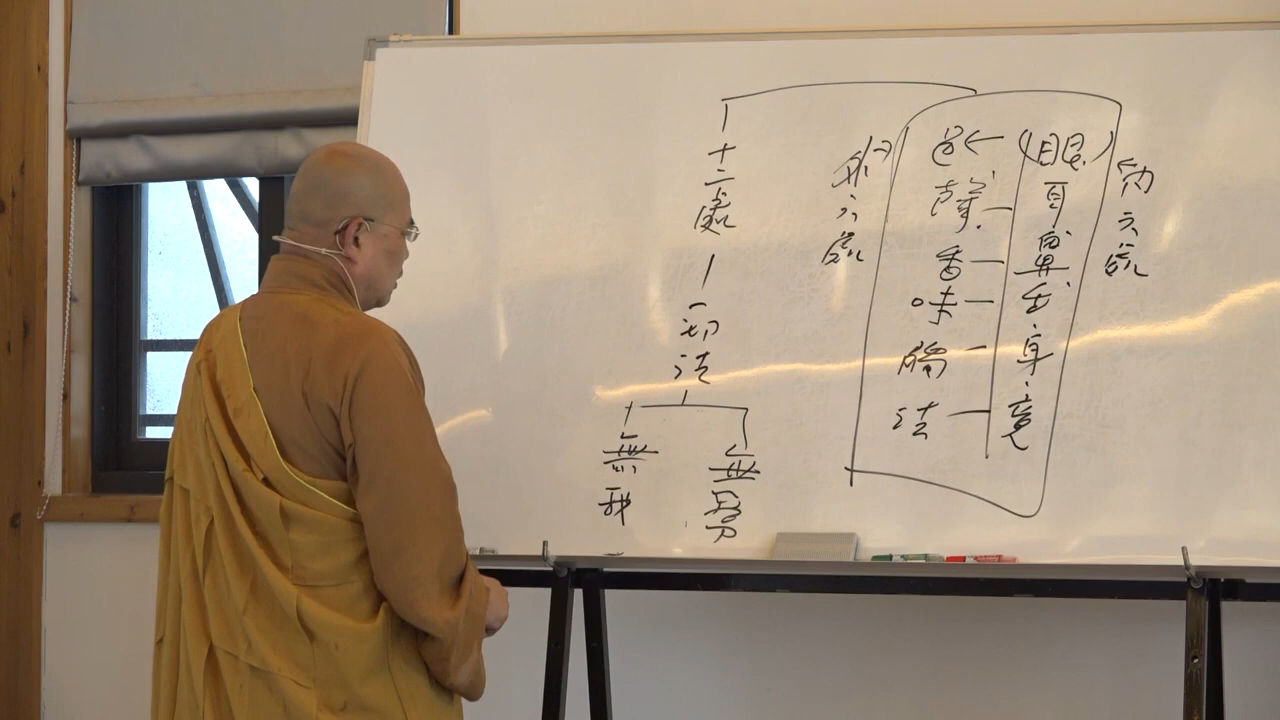 內六處
眼耳鼻舌身意
色聲香味觸法
外六處
十二處
一切法
無我
無常